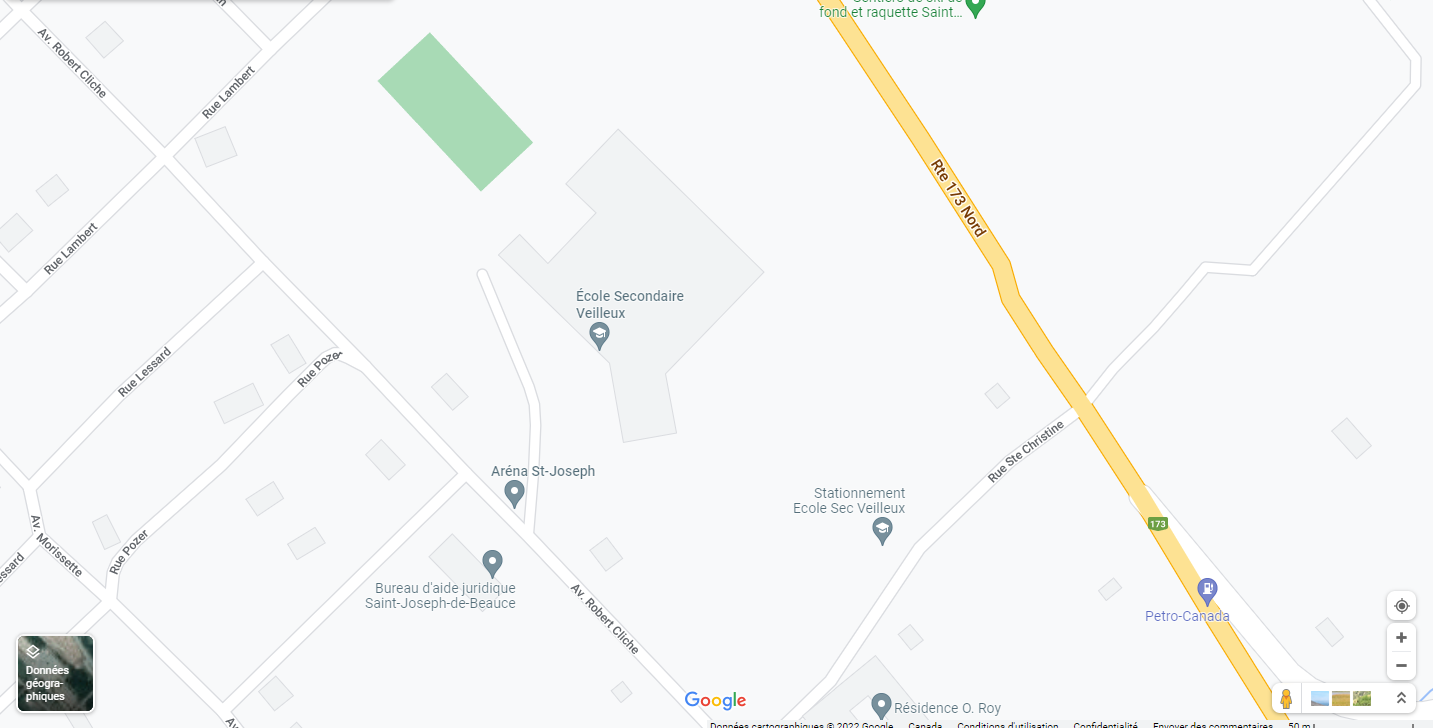 fond et raquette Saint...
Av. Robert Cliche
Rue Lambert
Rte 173 Nord
Rue Lambert
École Secondaire
Veilleux
Rue Lessard
Rue Pozer
Rue Ste Christine
Aréna St-Joseph
Stationnement
Ecole Sec Veilleux
Av. Morissette
173
Rue Pozer
essard
Bureau d'aide juridique
Saint-Joseph-de-Beauce
Av. Robert Cliche
Petro-Canada
Données
géogra-
phiques
Google
Résidence O. Roy
Av.
Données cartographiques © 2022 Google Canada Conditions d'utilisation Confidentialité Envoyer des commentaires 50 m